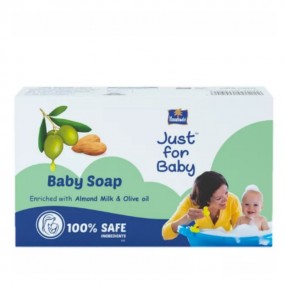 Parachute
Just
for
Baby
Baby Soap
Enriched with Almond Milk & Olive oil
100% SAFE
INGREDIENTS